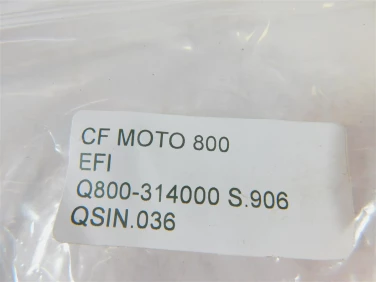 CF MOTO 800
EFI
Q800-314000 S.906
QSIN.036